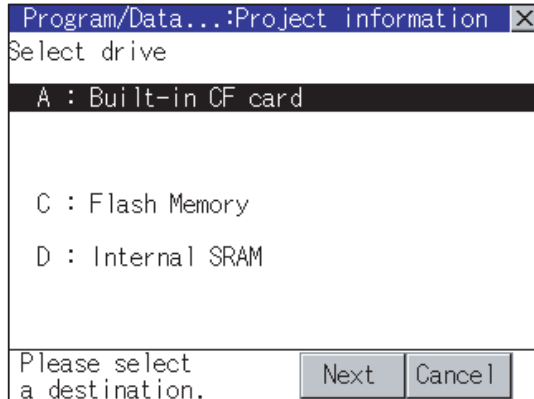 Program/Data...:Project information
Select drive
A : Built-in CF card
C : Flash Memory
D : Internal SRAM
Please select
a destination.
Next
Cancel